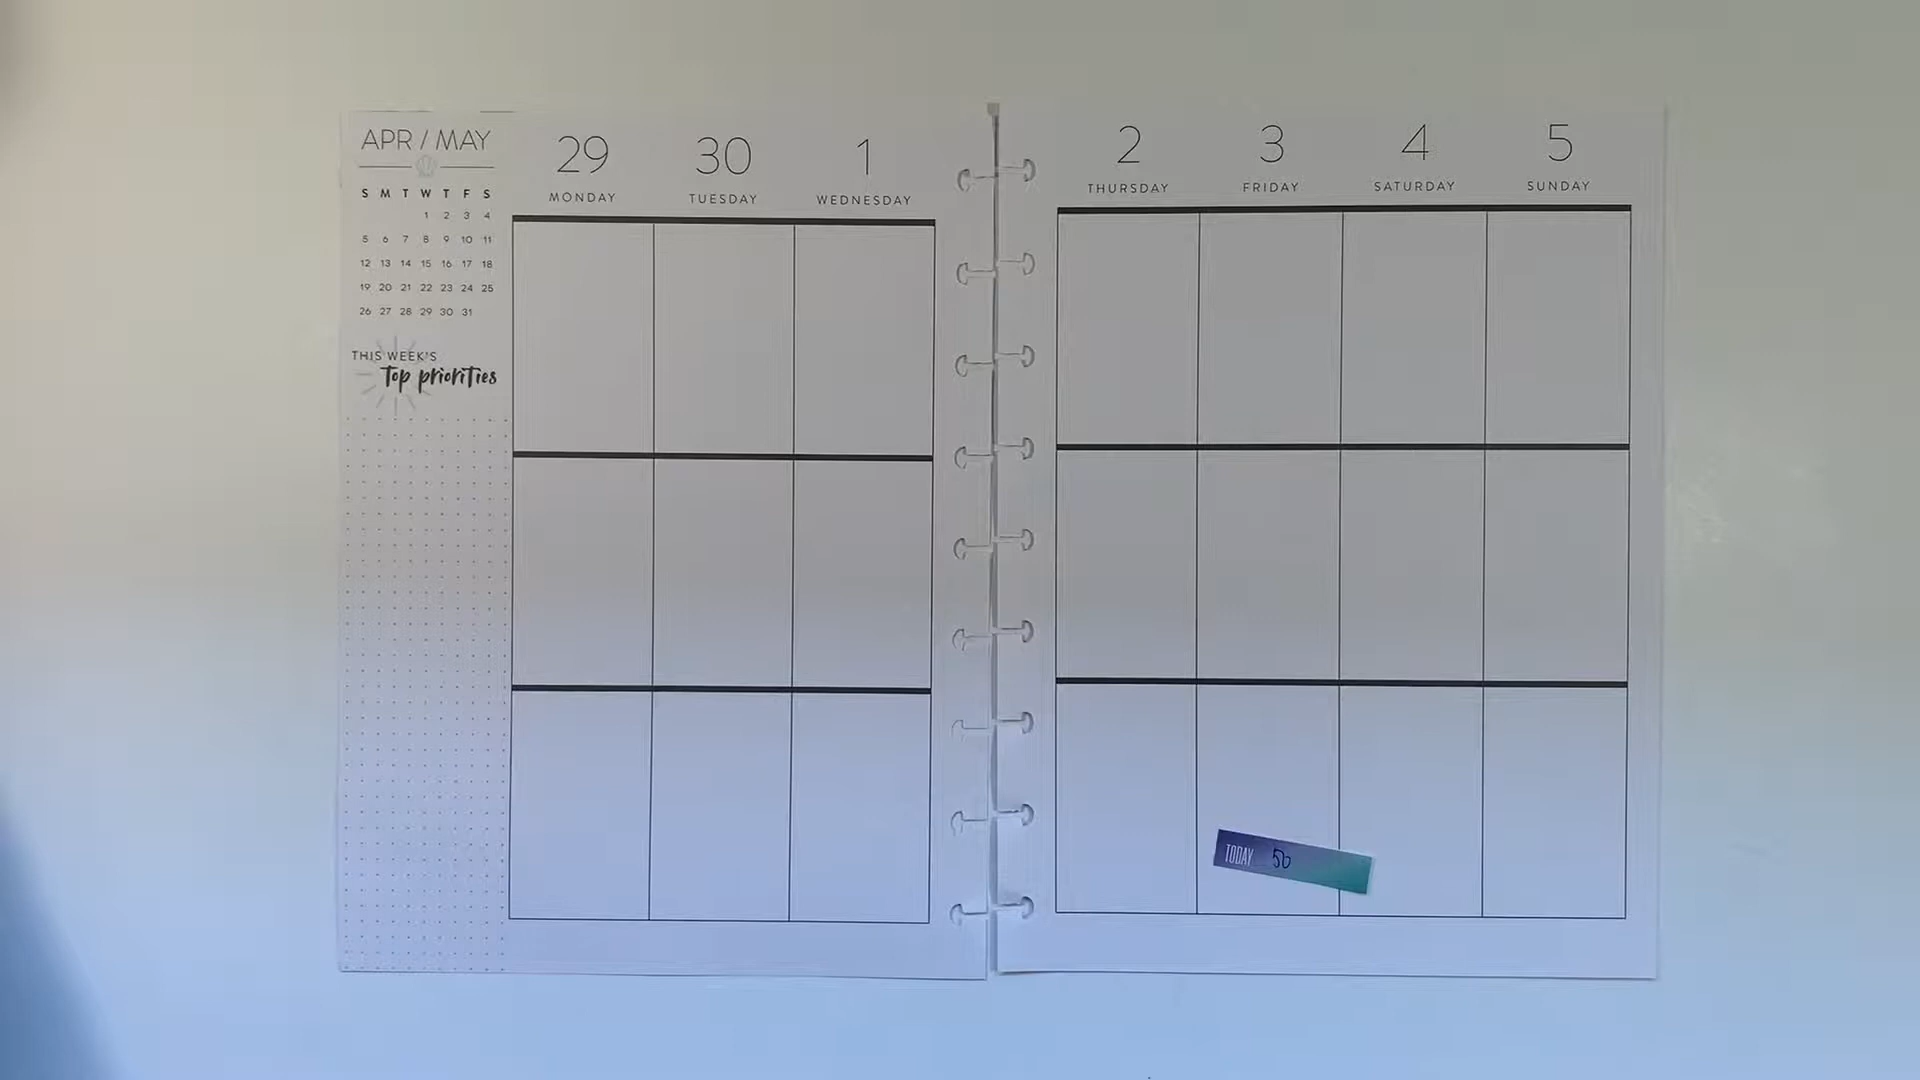 APR / MAY
S M T W T F S
1 2 3 4
5 6 7 8 9 10 11
12 13 14 15 16 17 18
19 20 21 22 23 24 25
26 27 28 29 30 31
THIS WEEK'S
Top priorities
29 30 1
MONDAY TUESDAY WEDNESDAY
2 3 4 5
THURSDAY FRIDAY SATURDAY SUNDAY
TODAY 50